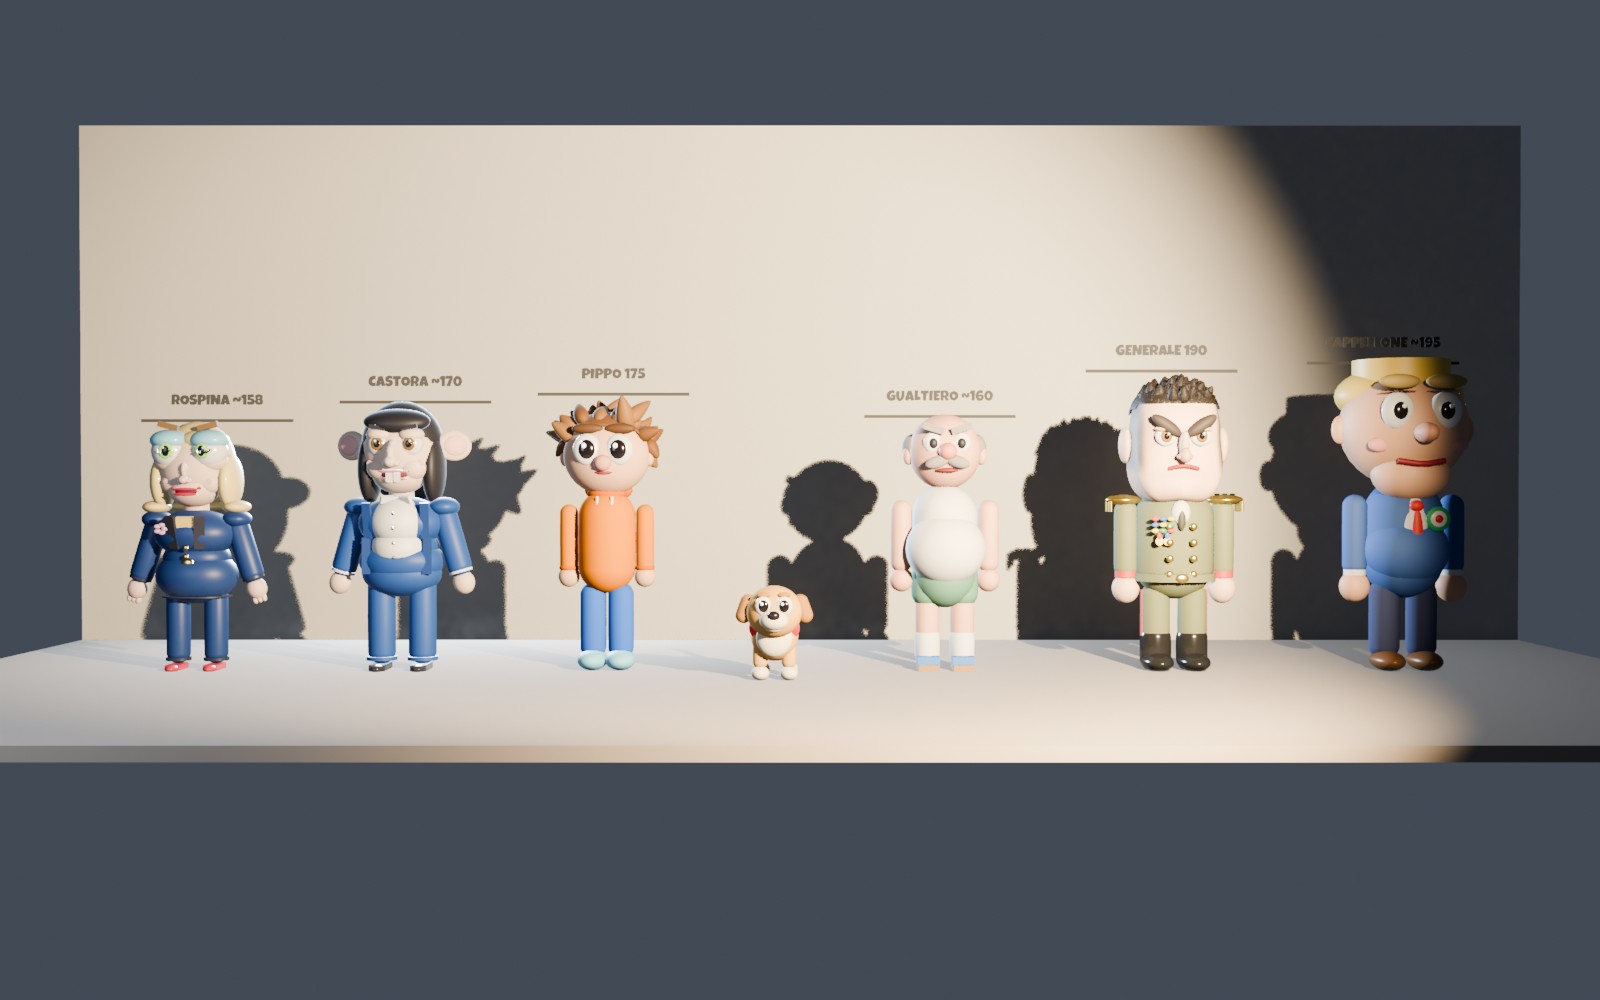 ROSPINA ~158
CASTORA ~170
PIPPO 175
GUALTIERO ~160
GENERALE 190
~195